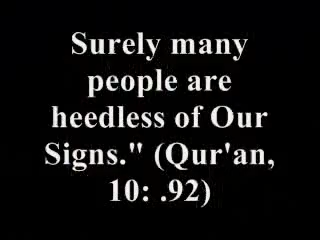 Surely many
people are
heedless of Our
Signs." (Qur'an,
10: .92)